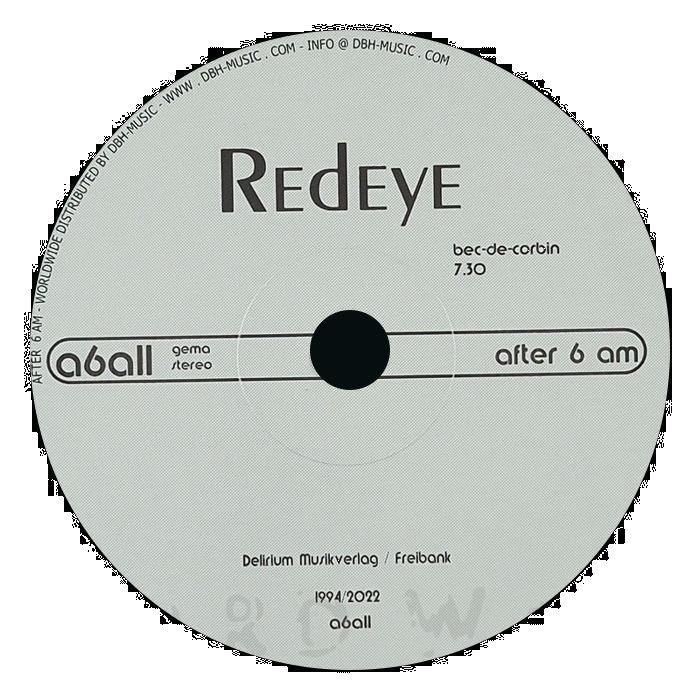 AFTER 6 AM - WORLDWIDE DISTRIBUTED BY DBH-MUSIC - WWW . DBH-MUSIC . COM - INFO @ DBH-MUSIC . COM
REdEyE
bec-de-corbin
7.30
a6all
gema
stereo
after 6 am
Delirium Musikverlag / Freibank
1994/2022
a6all